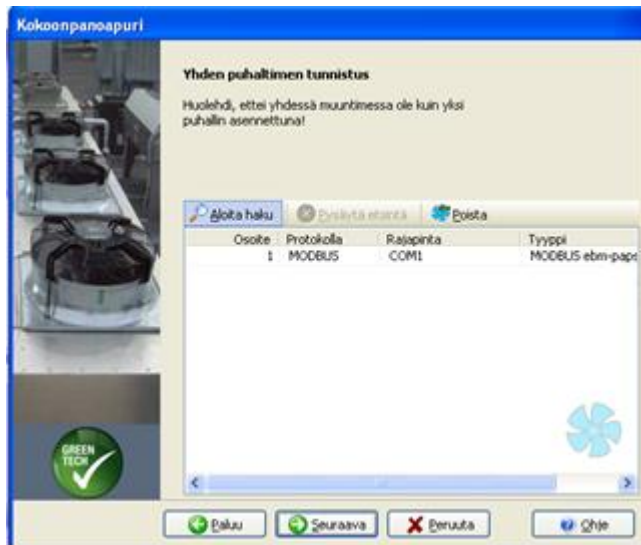 Kokoonpanoapuri
Yhden puhaltimen tunnistus
Huolehdi, ettei yhdessä muuntimessa ole kuin yksi
puhallin asennettuna!
Aloita haku Pysäytä etsintä Poista
Osoite Protokolla Rajapinta Tyyppi
1 MODBUS COM1 MODBUS ebm-paps
GREEN
TECH
Paluu Seuraava Peruuta Ohje